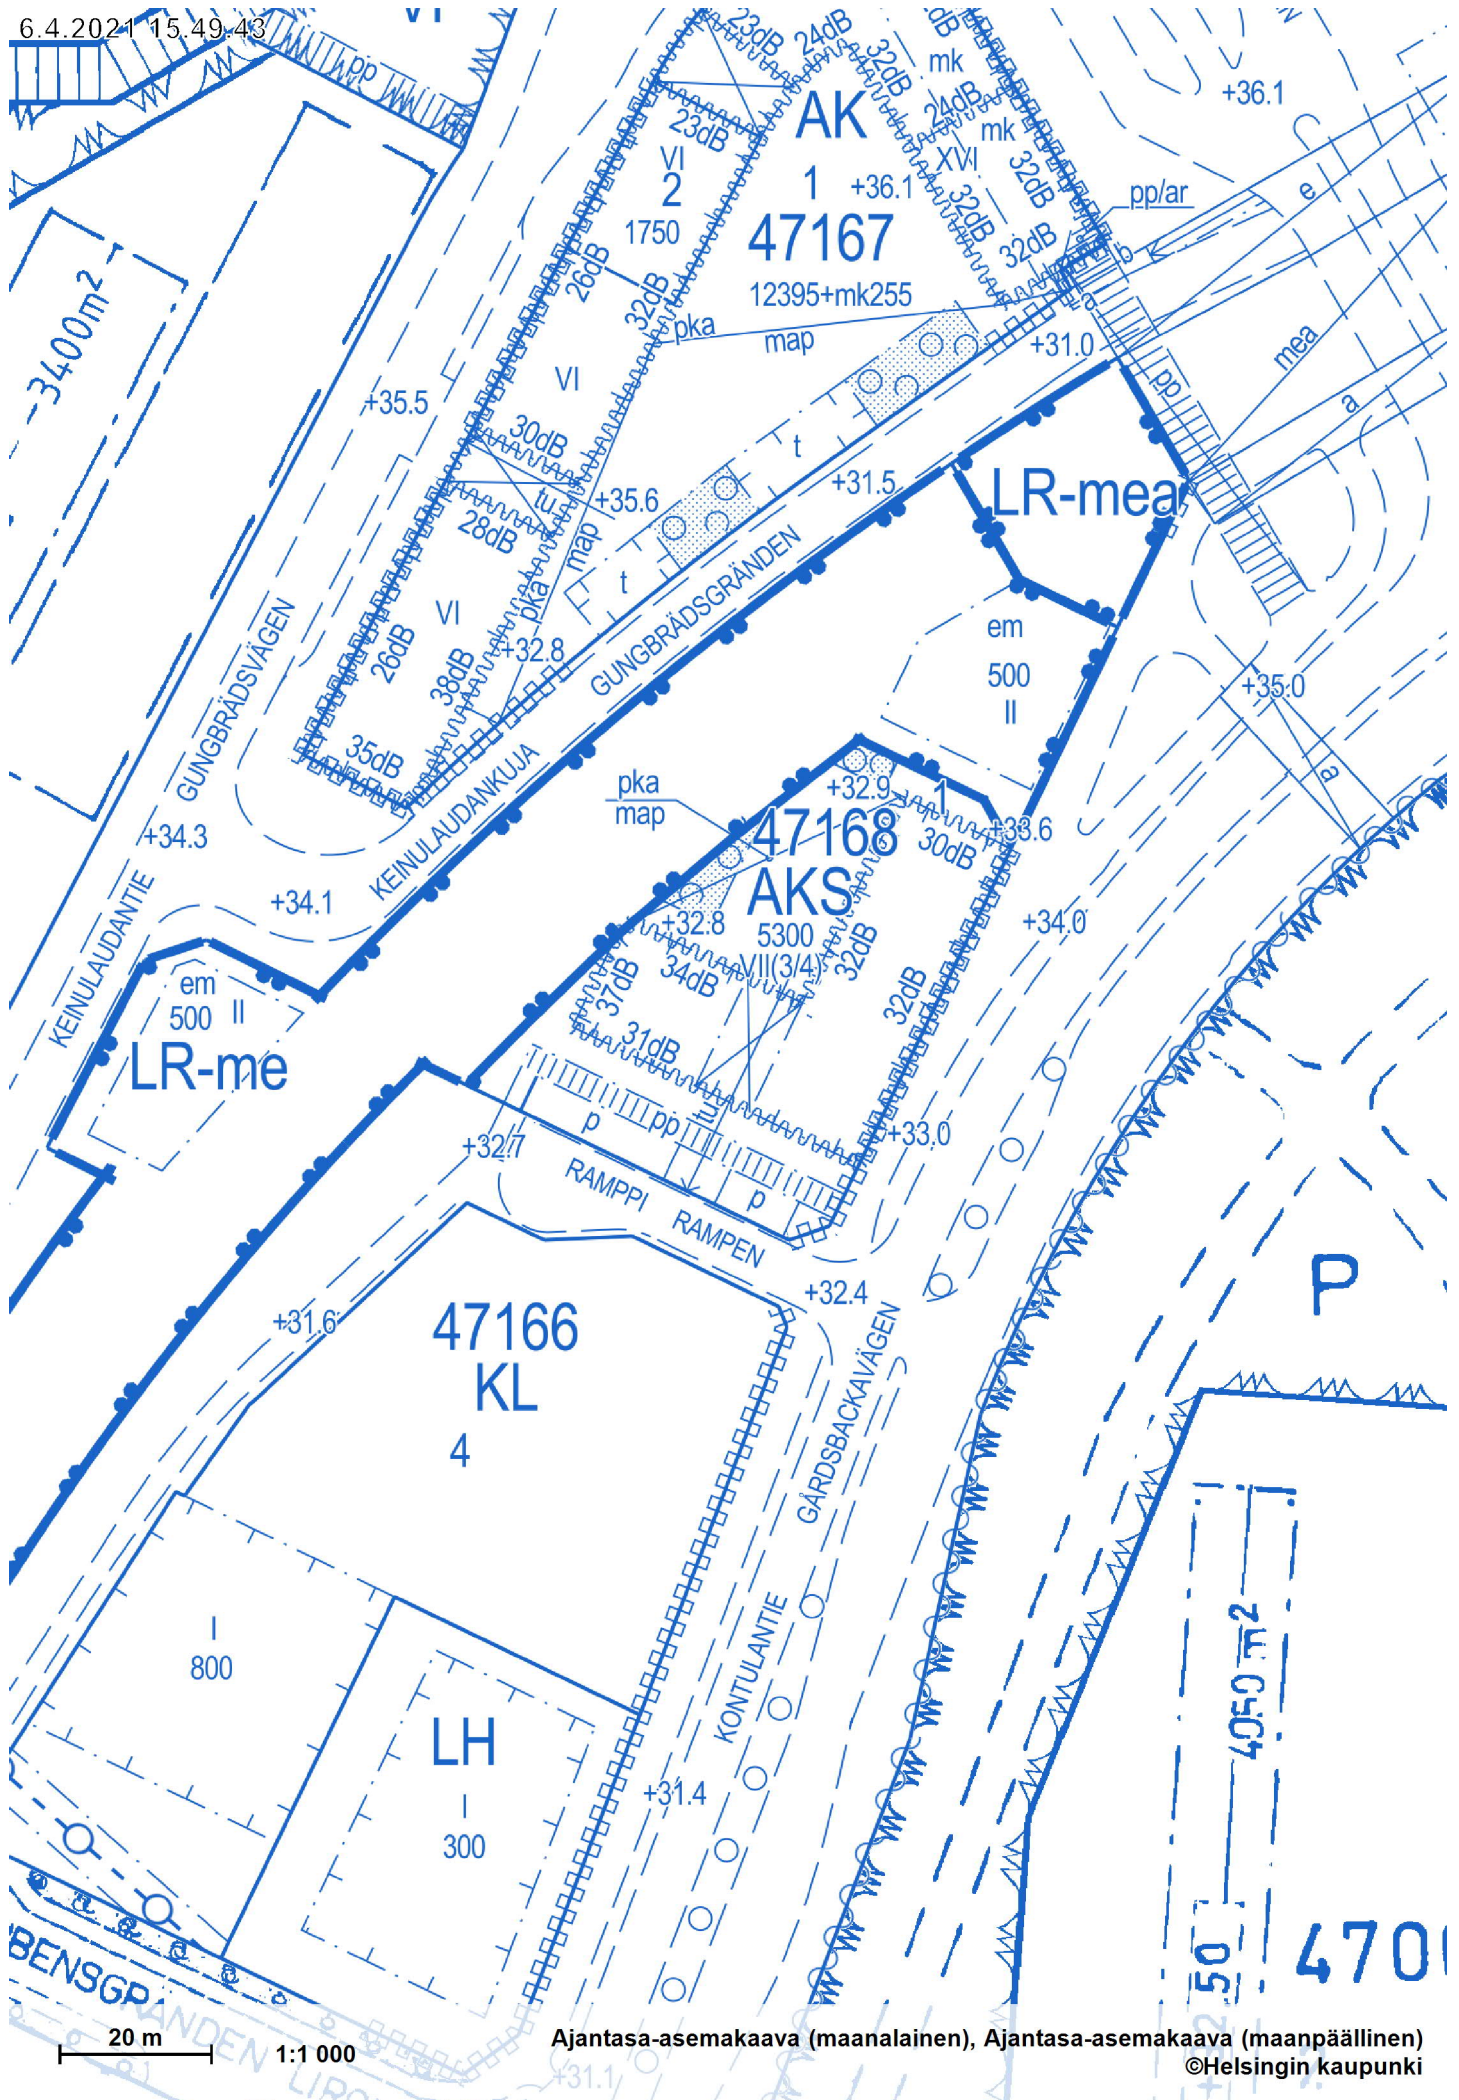 6.4.2021 15.49.43
VI
pp
23dB
24dB
32dB
dB
mk
24dB
mk
+36.1
AK
23dB
VI
2
1750
1
+36.1
XVI
32dB
32dB
32dB
pp/ar
e
b
a
47167
12395+mk255
26dB
32dB
pka
map
+31.0
mea
pp
a
3400m2
VI
+35.5
30dB
t
+31.5
LR-mea
tu
+35.6
28dB
map
pka
t
GUNGBRÄDSGRÄNDEN
VI
26dB
38dB
+32.8
em
500
II
+35.0
a
GUNGBRÄDSVÄGEN
35dB
KEINULAUDANKUJA
pka
map
+32.9
1
47168
30dB
+33.6
AKS
+34.3
+34.1
+32.8
5300
VII(3/4)
+34.0
KEINULAUDANTIE
34dB
32dB
37dB
31dB
32dB
em
500 II
LR-me
p
pp
tu
p
+33.0
+32.7
RAMPPI
RAMPEN
+32.4
P
+31.6
47166
KL
4
GÅRDSBACKAVÄGEN
I
800
KONTULANTIE
4050 m2
LH
I
300
+31.4
50
470
BENSGR
RÄNDEN
+32
+31.1
20 m
1:1 000
Ajantasa-asemakaava (maanalainen), Ajantasa-asemakaava (maanpäällinen)
©Helsingin kaupunki